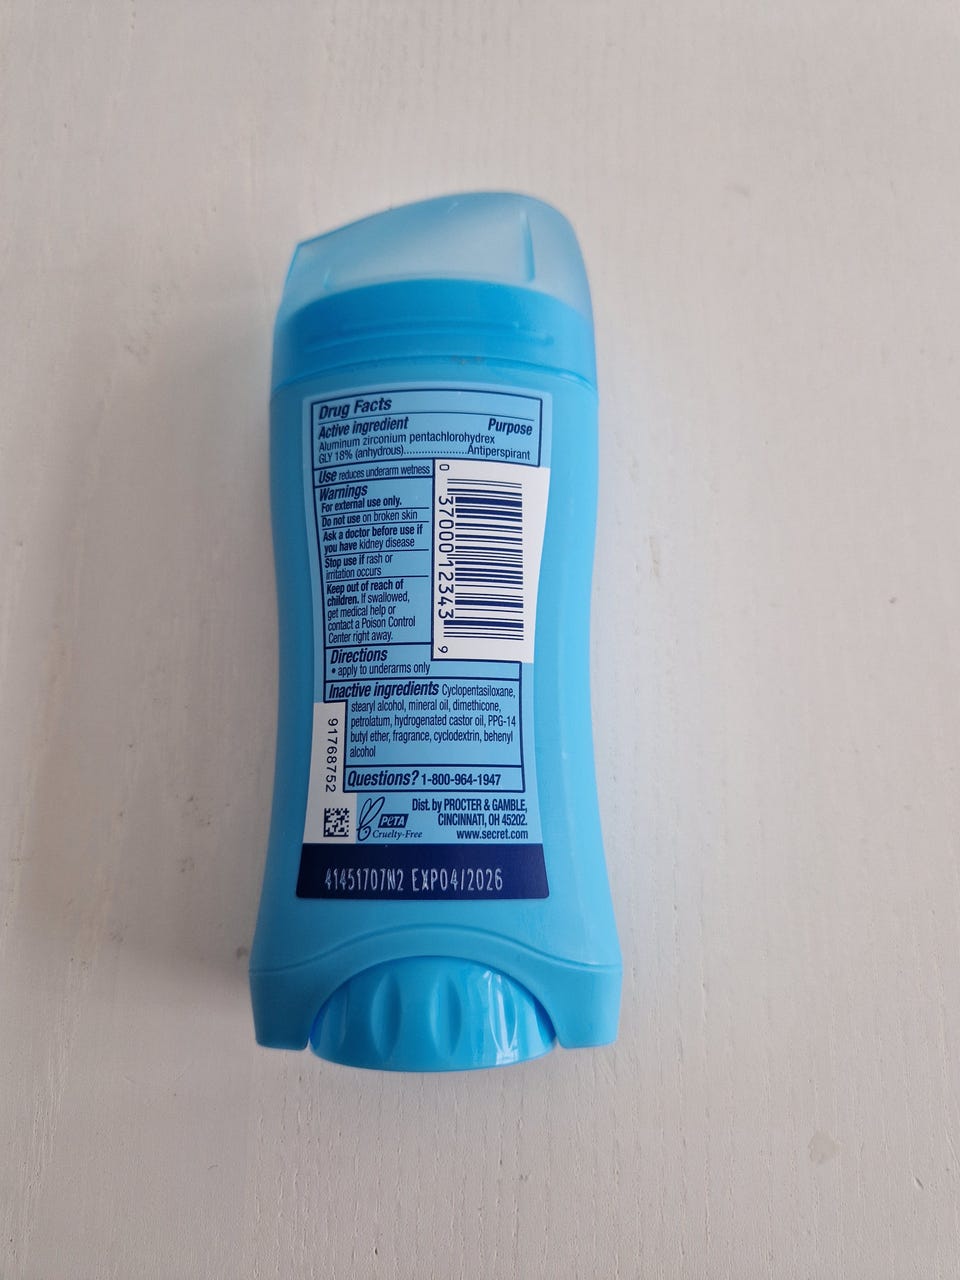 Drug Facts
Active ingredient Purpose
Aluminum zirconium pentachlorohydrex
GLY 18% (anhydrous)......................Antiperspirant
Use reduces underarm wetness
Warnings
For external use only.
Do not use on broken skin
Ask a doctor before use if
you have kidney disease
Stop use if rash or
irritation occurs
Keep out of reach of
children. If swallowed,
get medical help or
contact a Poison Control
Center right away.
0 37000 12343 9
Directions
• apply to underarms only
Inactive ingredients Cyclopentasiloxane,
stearyl alcohol, mineral oil, dimethicone,
petrolatum, hydrogenated castor oil, PPG-14
butyl ether, fragrance, cyclodextrin, behenyl
alcohol
91768752
Questions? 1-800-964-1947
PETA
Cruelty-Free
Dist. by PROCTER & GAMBLE,
CINCINNATI, OH 45202.
www.secret.com
41451707N2 EXP04/2026